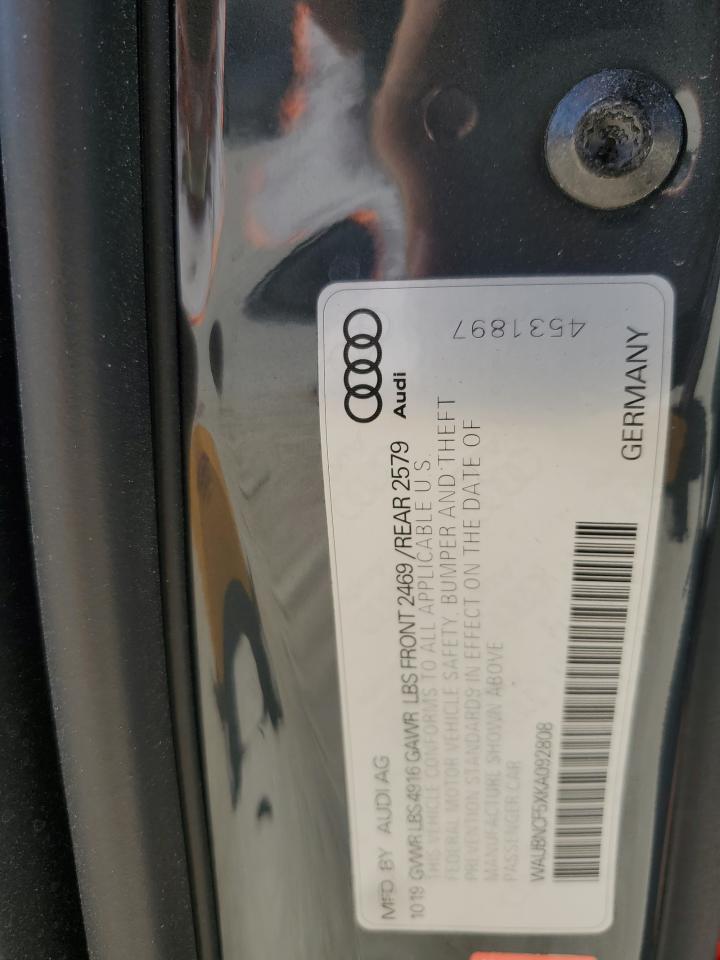 MFD BY AUDI AG
Audi
4531897
1019 GVWR LBS 4916 GAWR LBS FRONT 2469 /REAR 2579
THIS VEHICLE CONFORMS TO ALL APPLICABLE U S
FEDERAL MOTOR VEHICLE SAFETY, BUMPER AND THEFT
PREVENTION STANDARDS IN EFFECT ON THE DATE OF
MANUFACTURE SHOWN ABOVE
PASSENGER CAR
WAUBNCF5XKA092808
GERMANY